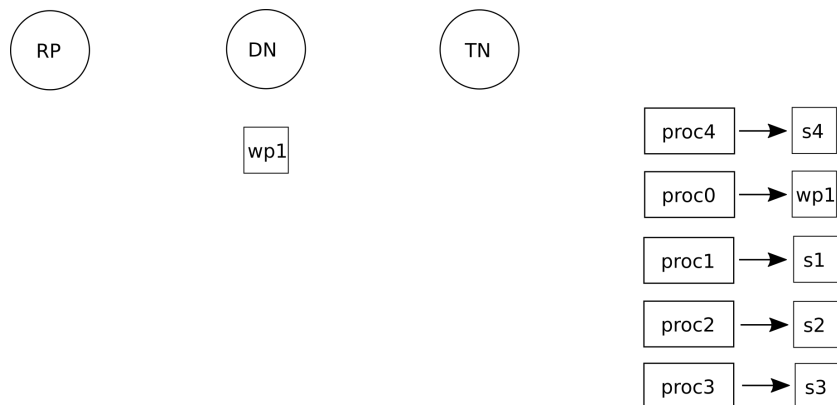 RP DN TN
wp1
proc4 s4
proc0 wp1
proc1 s1
proc2 s2
proc3 s3